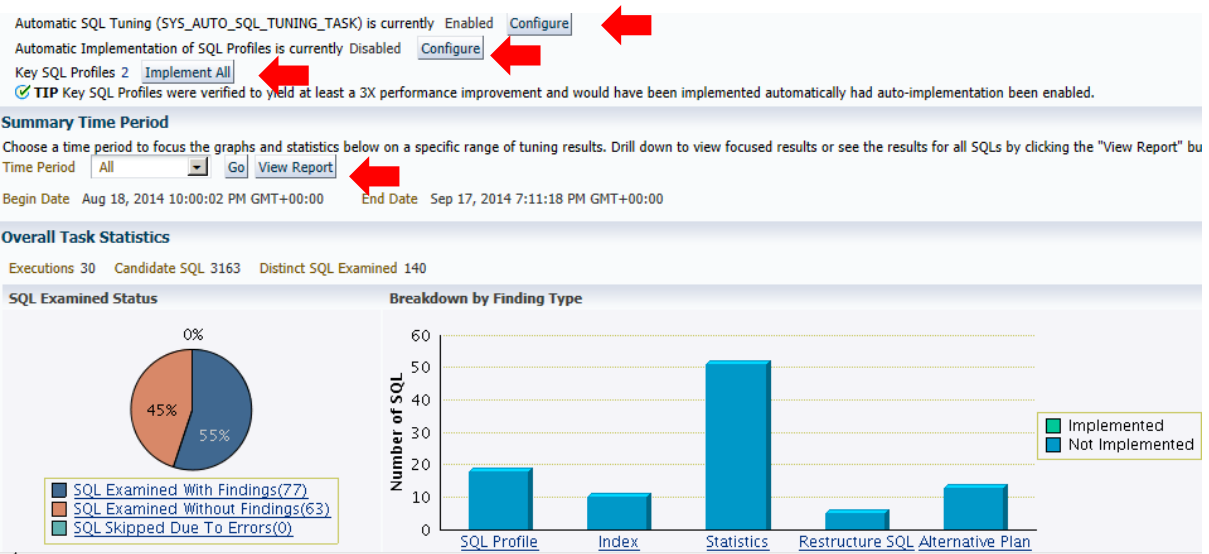 Automatic SQL Tuning (SYS_AUTO_SQL_TUNING_TASK) is currently Enabled Configure
Automatic Implementation of SQL Profiles is currently Disabled Configure
Key SQL Profiles 2 Implement All
TIP Key SQL Profiles were verified to yield at least a 3X performance improvement and would have been implemented automatically had auto-implementation been enabled.
Summary Time Period
Choose a time period to focus the graphs and statistics below on a specific range of tuning results. Drill down to view focused results or see the results for all SQLs by clicking the "View Report" bu
Time Period All Go View Report
Begin Date Aug 18, 2014 10:00:02 PM GMT+00:00 End Date Sep 17, 2014 7:11:18 PM GMT+00:00
Overall Task Statistics
Executions 30 Candidate SQL 3163 Distinct SQL Examined 140
SQL Examined Status
0%
45%
55%
SQL Examined With Findings(77)
SQL Examined Without Findings(63)
SQL Skipped Due To Errors(0)
Breakdown by Finding Type
Number of SQL
60
50
40
30
20
10
0
SQL Profile Index Statistics Restructure SQL Alternative Plan
Implemented
Not Implemented